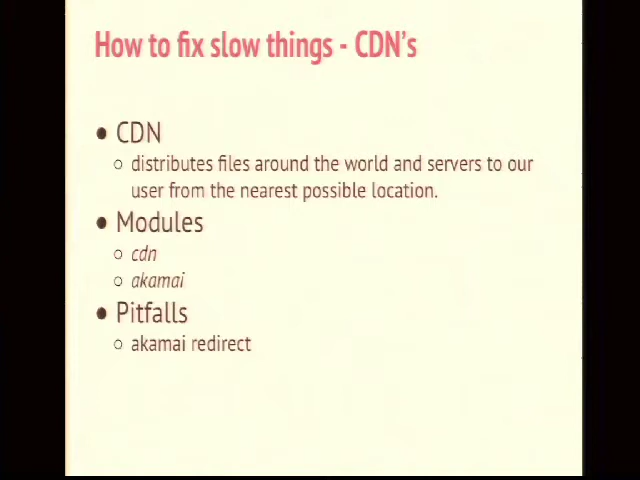 How to fix slow things - CDN's
CDN
distributes files around the world and servers to our
user from the nearest possible location.
Modules
cdn
akamai
Pitfalls
akamai redirect